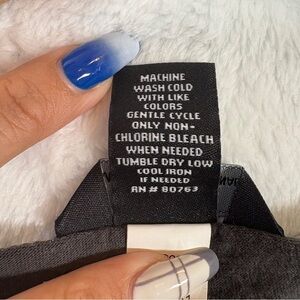 MACHINE
WASH COLD
WITH LIKE
COLORS
GENTLE CYCLE
ONLY NON-
CHLORINE BLEACH
WHEN NEEDED
TUMBLE DRY LOW
COOL IRON
IF NEEDED
RN # 80763